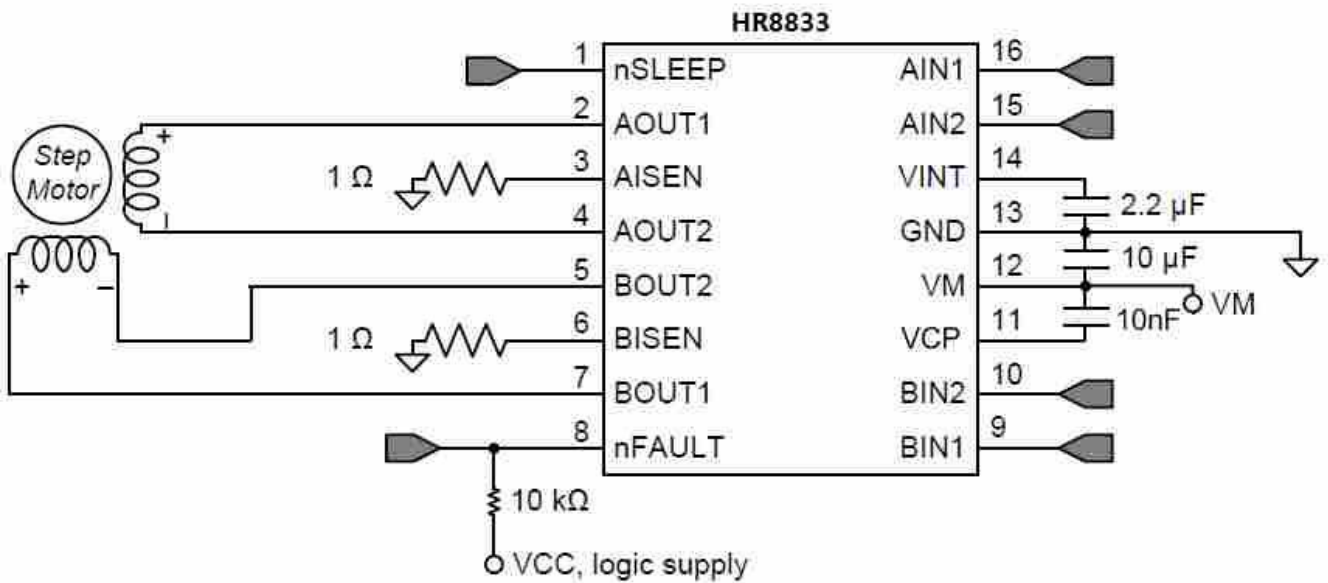 HR8833
1
nSLEEP
AIN1
16
2
AOUT1
AIN2
15
Step
Motor
+
–
1 Ω
3
AISEN
VINT
14
2.2 µF
4
AOUT2
GND
13
10 µF
+
–
5
BOUT2
VM
12
VM
10nF
1 Ω
6
BISEN
VCP
11
7
BOUT1
BIN2
10
8
nFAULT
BIN1
9
10 kΩ
VCC, logic supply